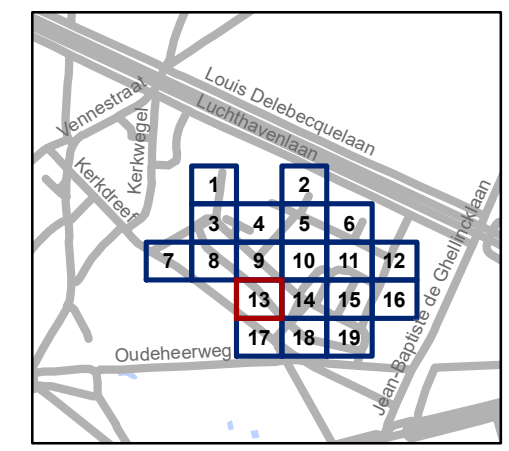 Louis Delebecquelaan
Luchthavenlaan
Vennestraat
Kerkwegel
Kerkdreef
1 2
3 4 5 6
7 8 9 10 11 12
13 14 15 16
17 18 19
Oudeheerweg
Jean-Baptiste de Ghellincklaan